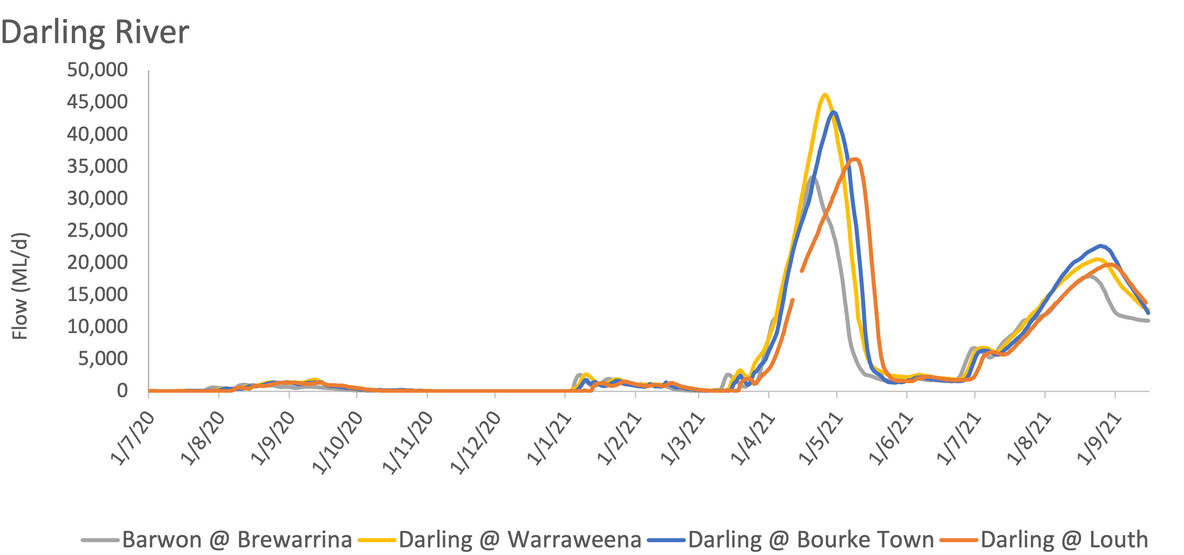 Darling River
50,000
45,000
40,000
35,000
30,000
25,000
20,000
15,000
10,000
5,000
0
Flow (ML/d)
1/7/20 1/8/20 1/9/20 1/10/20 1/11/20 1/12/20 1/1/21 1/2/21 1/3/21 1/4/21 1/5/21 1/6/21 1/7/21 1/8/21 1/9/21
Barwon @ Brewarrina Darling @ Warraweena Darling @ Bourke Town Darling @ Louth